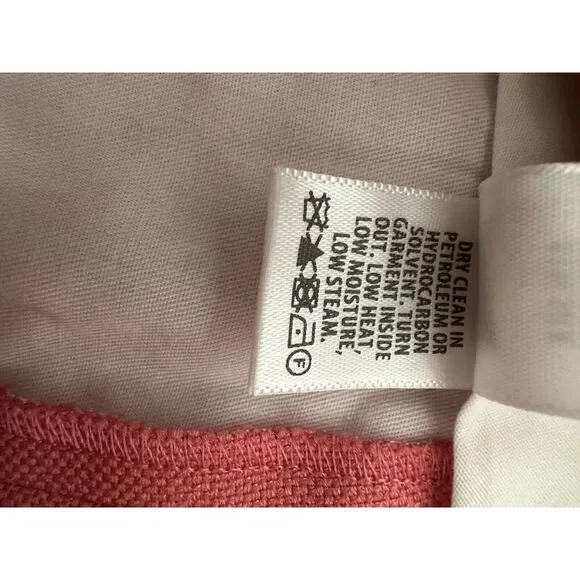 DRY CLEAN IN
PETROLEUM OR
HYDROCARBON
SOLVENT. TURN
GARMENT INSIDE
OUT. LOW HEAT,
LOW MOISTURE,
LOW STEAM.
F